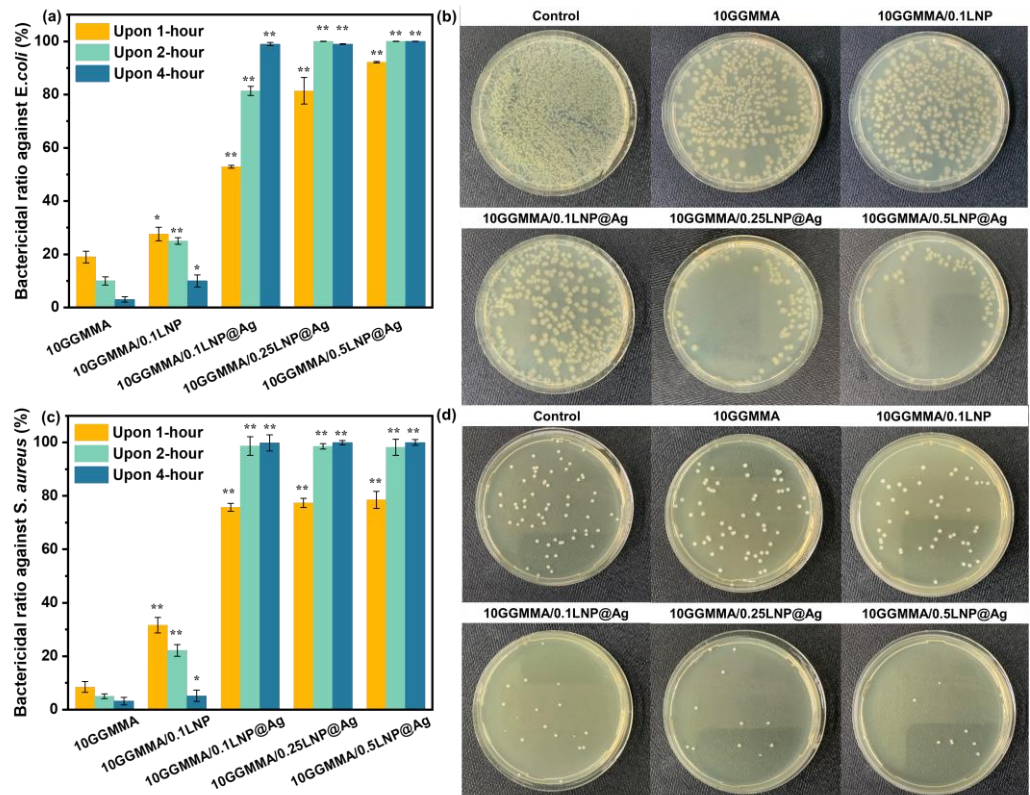 (a)
Upon 1-hour
Upon 2-hour
Upon 4-hour
Bactericidal ratio against E.coli (%)
100
80
60
40
20
0
*
**
*
**
**
**
**
**
**
**
**
**
10GGMMA
10GGMMA/0.1LNP
10GGMMA/0.1LNP@Ag
10GGMMA/0.25LNP@Ag
10GGMMA/0.5LNP@Ag
(b)
Control
10GGMMA
10GGMMA/0.1LNP
10GGMMA/0.1LNP@Ag
10GGMMA/0.25LNP@Ag
10GGMMA/0.5LNP@Ag
(c)
Upon 1-hour
Upon 2-hour
Upon 4-hour
Bactericidal ratio against S. aureus (%)
100
80
60
40
20
0
**
**
*
**
**
**
**
**
**
**
**
**
10GGMMA
10GGMMA/0.1LNP
10GGMMA/0.1LNP@Ag
10GGMMA/0.25LNP@Ag
10GGMMA/0.5LNP@Ag
(d)
Control
10GGMMA
10GGMMA/0.1LNP
10GGMMA/0.1LNP@Ag
10GGMMA/0.25LNP@Ag
10GGMMA/0.5LNP@Ag